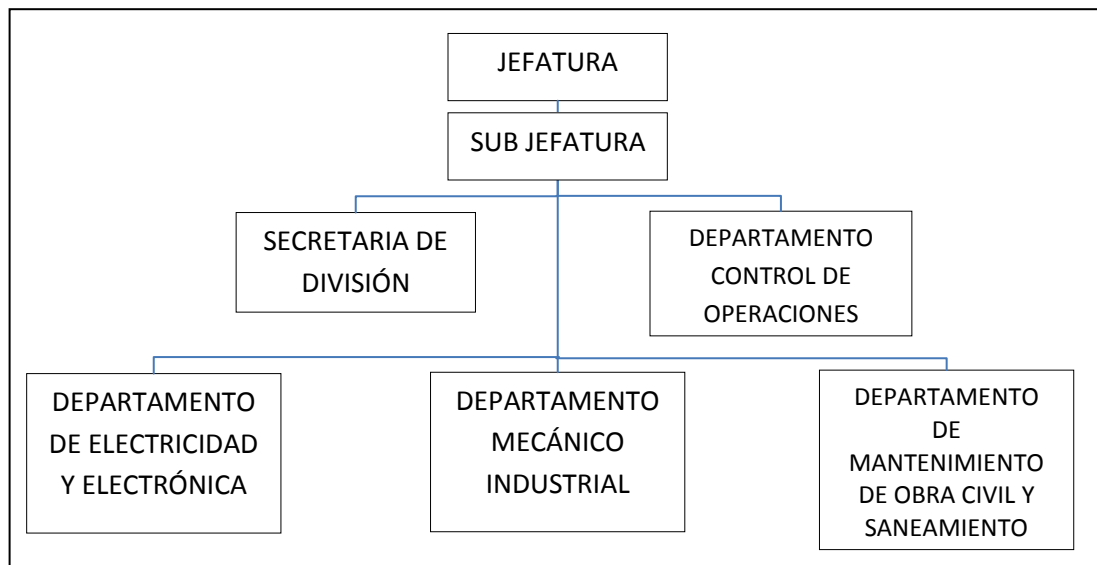 JEFATURA
SUB JEFATURA
SECRETARIA DE
DIVISIÓN
DEPARTAMENTO
CONTROL DE
OPERACIONES
DEPARTAMENTO
DE ELECTRICIDAD
Y ELECTRÓNICA
DEPARTAMENTO
MECÁNICO
INDUSTRIAL
DEPARTAMENTO
DE
MANTENIMIENTO
DE OBRA CIVIL Y
SANEAMIENTO